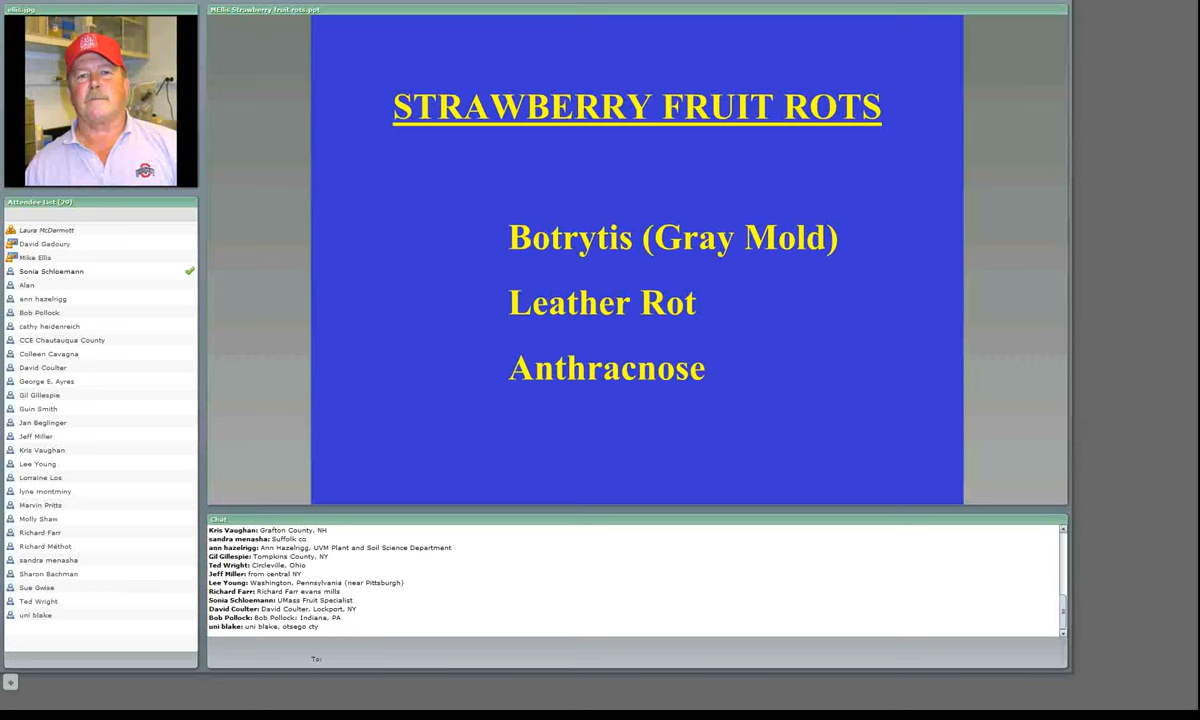 ellis.jpg
MEllis Strawberry fruit rots.ppt
STRAWBERRY FRUIT ROTS
Botrytis (Gray Mold)
Leather Rot
Anthracnose
Attendee List (29)
Laura McDermott
David Gadoury
Mike Ellis
Sonia Schloemann
Alan
ann hazelrigg
Bob Pollock
cathy heidenreich
CCE Chautauqua County
Colleen Cavagna
David Coulter
George E. Ayres
Gil Gillespie
Guin Smith
Jan Beglinger
Jeff Miller
Kris Vaughan
Lee Young
Lorraine Los
lyne montminy
Marvin Pritts
Molly Shaw
Richard Farr
Richard Méthot
sandra menasha
Sharon Bachman
Sue Gwise
Ted Wright
uni blake
Chat
Kris Vaughan: Grafton County, NH
sandra menasha: Suffolk co
ann hazelrigg: Ann Hazelrigg, UVM Plant and Soil Science Department
Gil Gillespie: Tompkins County, NY
Ted Wright: Circleville, Ohio
Jeff Miller: from central NY
Lee Young: Washington, Pennsylvania (near Pittsburgh)
Richard Farr: Richard Farr evans mills
Sonia Schloemann: UMass Fruit Specialist
David Coulter: David Coulter, Lockport, NY
Bob Pollock: Bob Pollock: Indiana, PA
uni blake: uni blake, otsego cty
To: